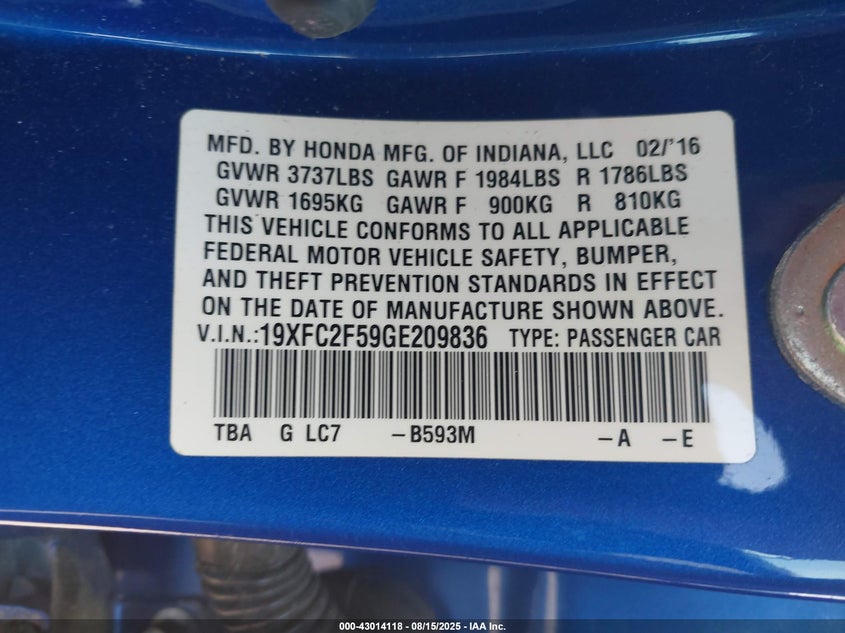 MFD. BY HONDA MFG. OF INDIANA, LLC 02/'16
GVWR 3737LBS GAWR F 1984LBS R 1786LBS
GVWR 1695KG GAWR F 900KG R 810KG
THIS VEHICLE CONFORMS TO ALL APPLICABLE
FEDERAL MOTOR VEHICLE SAFETY, BUMPER,
AND THEFT PREVENTION STANDARDS IN EFFECT
ON THE DATE OF MANUFACTURE SHOWN ABOVE.
V.I.N.:19XFC2F59GE209836 TYPE: PASSENGER CAR
TBA G LC7 –B593M –A –E
000-43014118 - 08/15/2025 - IAA Inc.